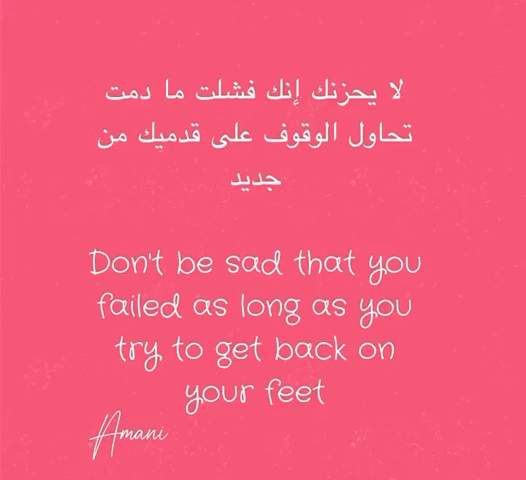 لا يحزنك إنك فشلت ما دمت
تحاول الوقوف على قدميك من
جديد
Don't be sad that you
failed as long as you
try to get back on
your feet
Amani